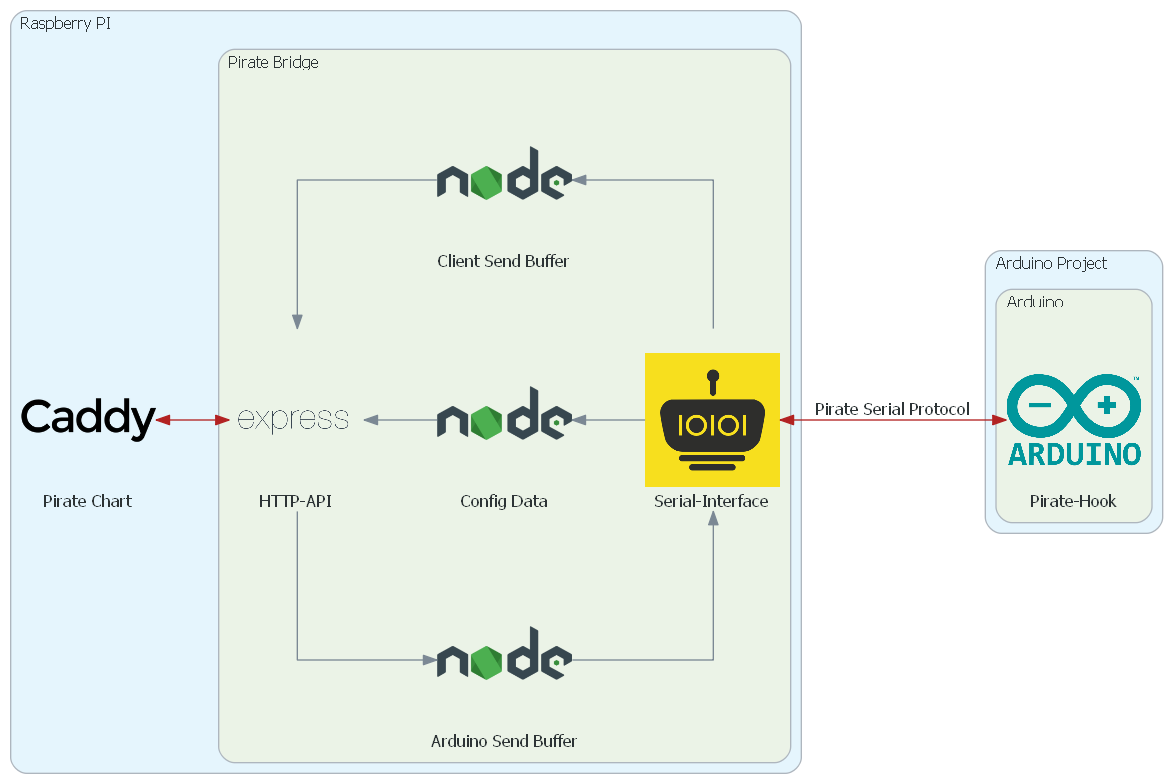 Raspberry PI
Pirate Bridge
node
Client Send Buffer
Arduino Project
Arduino
Caddy
express
node
IOIOI
Pirate Serial Protocol
™
ARDUINO
Pirate Chart
HTTP-API
Config Data
Serial-Interface
Pirate-Hook
node
Arduino Send Buffer